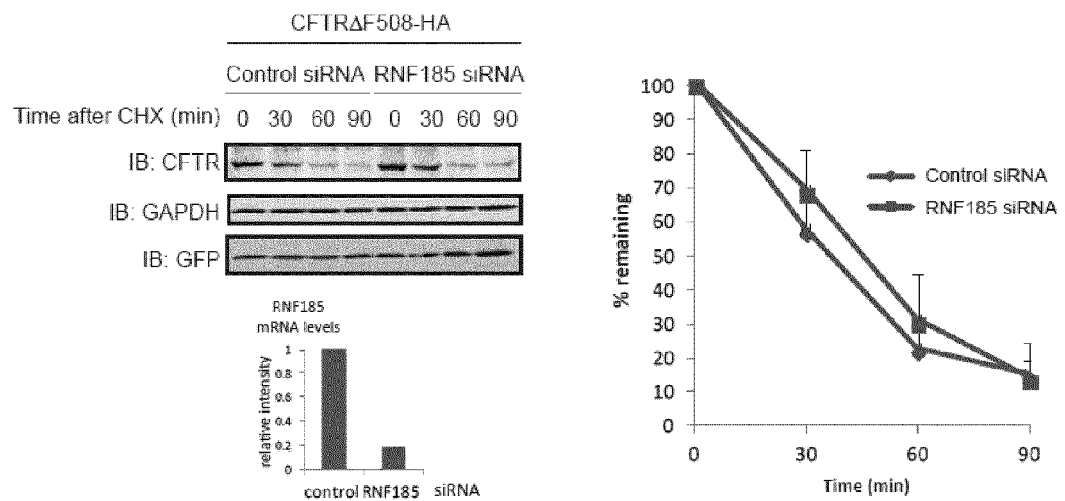 CFTRΔF508-HA
Control siRNA RNF185 siRNA
Time after CHX (min) 0 30 60 90 0 30 60 90
IB: CFTR
IB: GAPDH
IB: GFP
RNF185
mRNA levels
relative intensity
1
0.8
0.6
0.4
0.2
0
control RNF185 siRNA
% remaining
100
90
80
70
60
50
40
30
20
10
0
0 30 60 90
Time (min)
Control siRNA
RNF185 siRNA